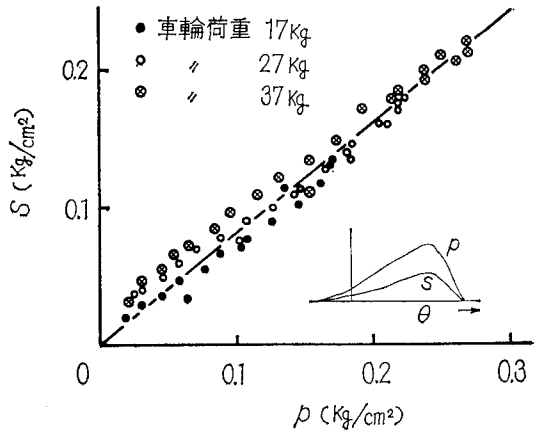 ● 車輪荷重 17Kg
○ 〃 27Kg
⊗ 〃 37Kg
0.2
0.1
0
S (Kg/cm²)
P
S
θ
0.1
0.2
0.3
p (Kg/cm²)